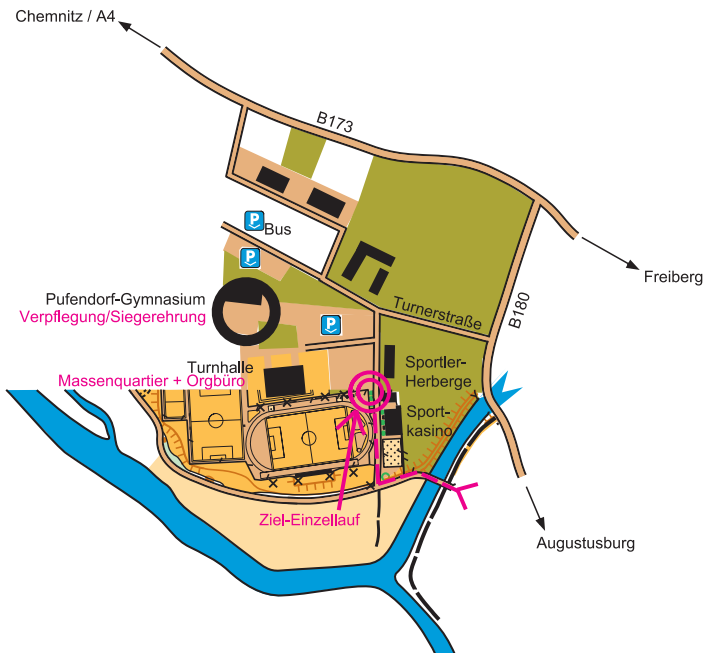 Chemnitz / A4
B173
P
Bus
P
Freiberg
Pufendorf-Gymnasium
Verpflegung/Siegerehrung
P
Turnerstraße
B180
Turnhalle
Massenquartier + Orgbüro
Sportler-
Herberge
Sport-
kasino
Ziel-Einzellauf
Augustusburg